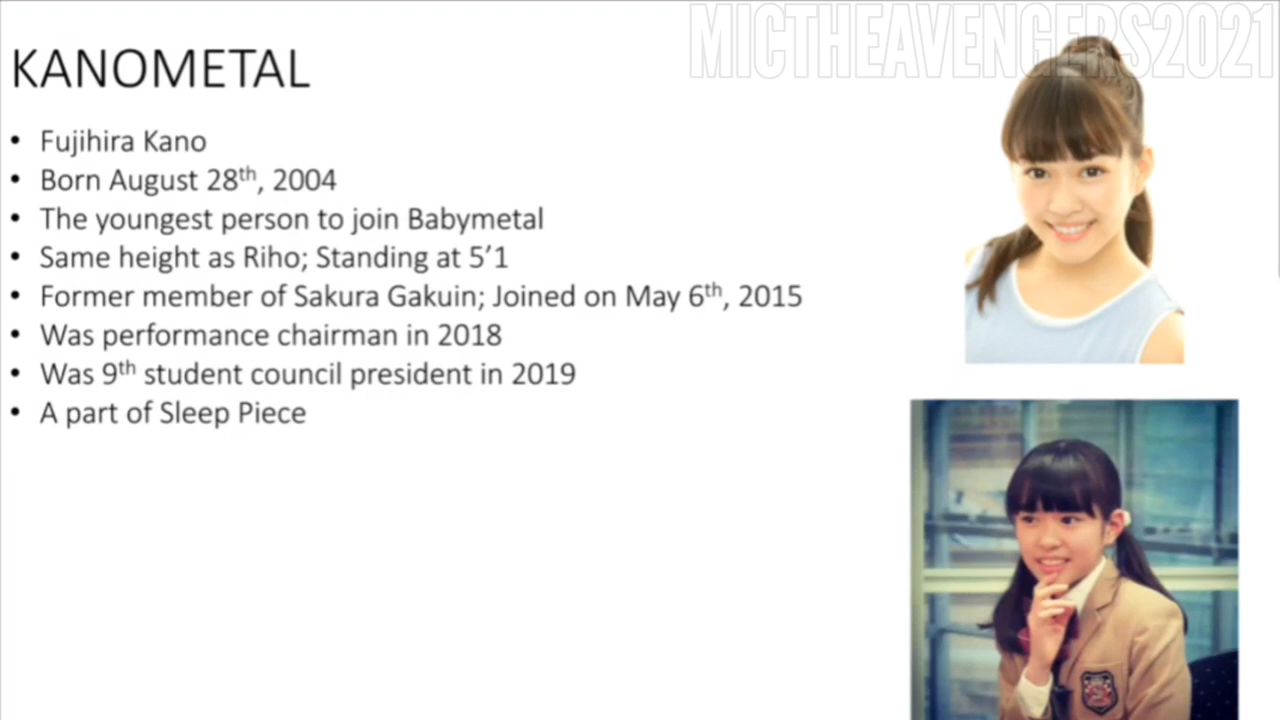 MICTHEAVENGERS2021
KANOMETAL
• Fujihira Kano
• Born August 28th, 2004
• The youngest person to join Babymetal
• Same height as Riho; Standing at 5’1
• Former member of Sakura Gakuin; Joined on May 6th, 2015
• Was performance chairman in 2018
• Was 9th student council president in 2019
• A part of Sleep Piece